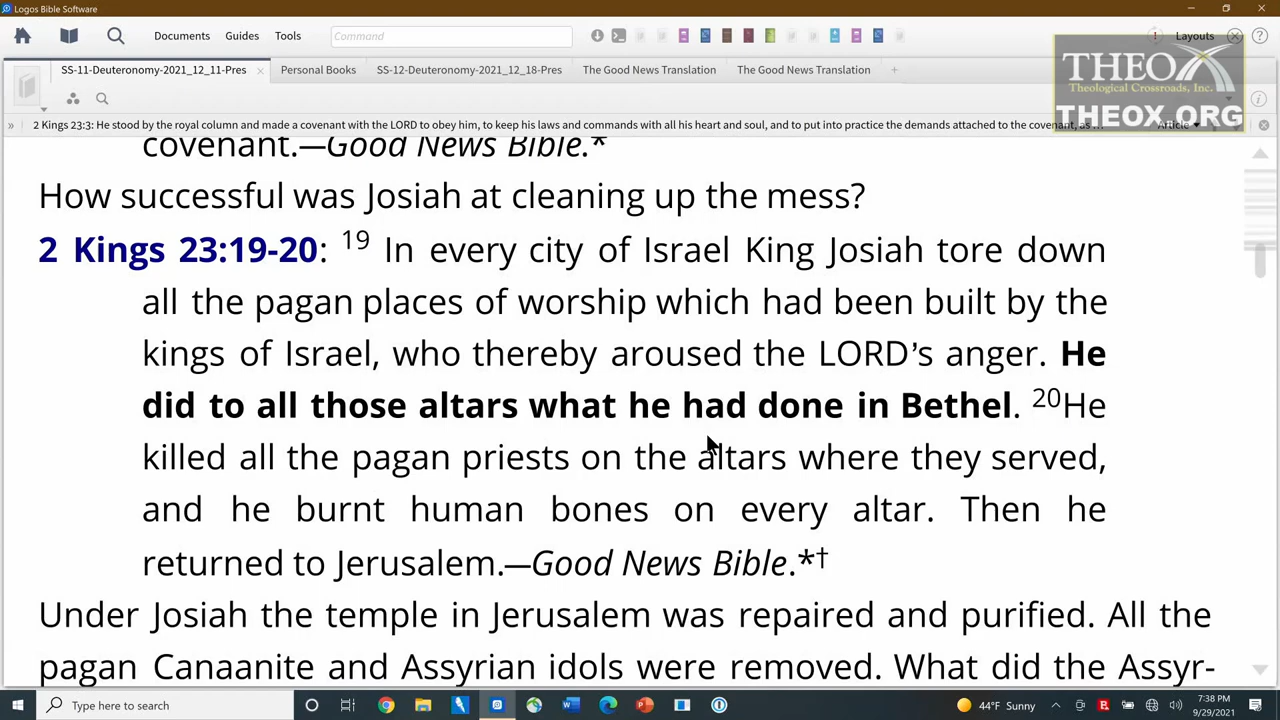 Logos Bible Software
Documents Guides Tools Command Layouts
THEOX
Theological Crossroads, Inc.
THEOX.ORG
SS-11-Deuteronomy-2021_12_11-Pres Personal Books SS-12-Deuteronomy-2021_12_18-Pres The Good News Translation The Good News Translation
2 Kings 23:3: He stood by the royal column and made a covenant with the LORD to obey him, to keep his laws and commands with all his heart and soul, and to put into practice the demands attached to the covenant, as ... Article
covenant.—Good News Bible.*
How successful was Josiah at cleaning up the mess?
2 Kings 23:19-20: 19 In every city of Israel King Josiah tore down
all the pagan places of worship which had been built by the
kings of Israel, who thereby aroused the LORD’s anger. He
did to all those altars what he had done in Bethel. 20He
killed all the pagan priests on the altars where they served,
and he burnt human bones on every altar. Then he
returned to Jerusalem.—Good News Bible.*†
Under Josiah the temple in Jerusalem was repaired and purified. All the
pagan Canaanite and Assyrian idols were removed. What did the Assyr-
Type here to search 44°F Sunny 7:38 PM
9/29/2021